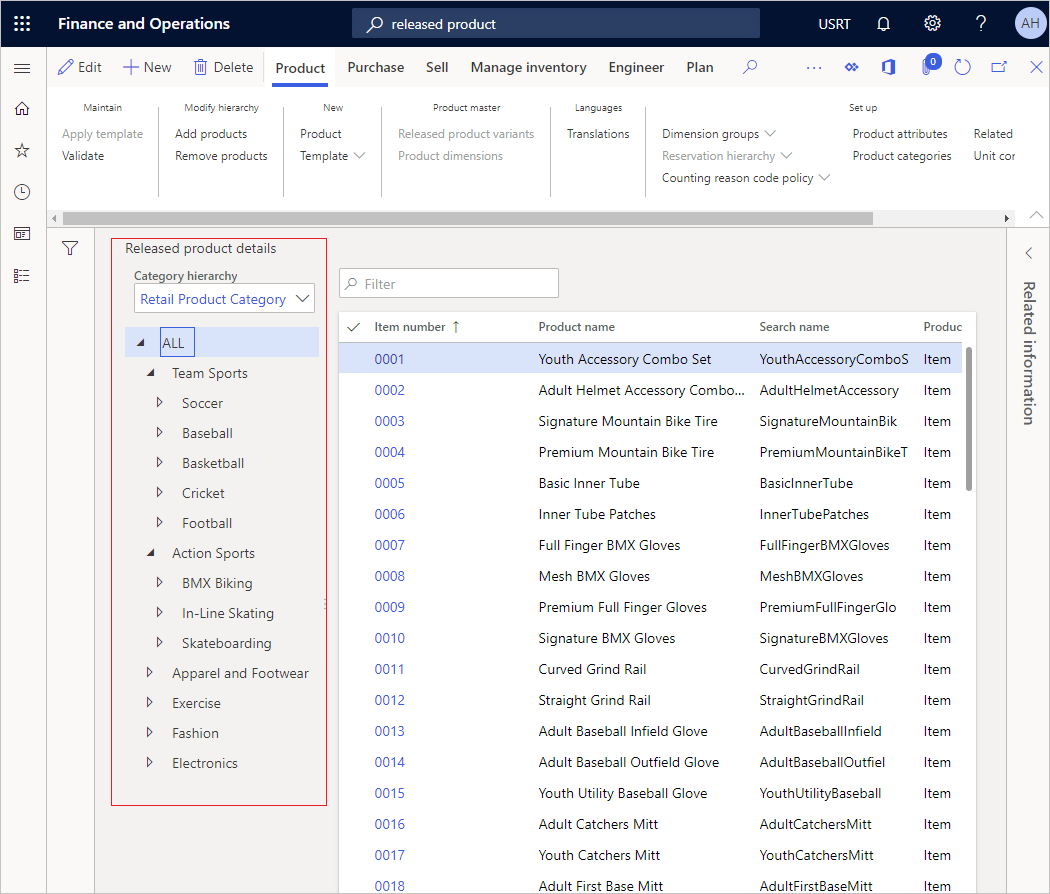 Finance and Operations
released product
USRT
?
AH
Edit
New
Delete
Product
Purchase
Sell
Manage inventory
Engineer
Plan
...
0
Maintain
Apply template
Validate
Modify hierarchy
Add products
Remove products
New
Product
Template
Product master
Released product variants
Product dimensions
Languages
Translations
Set up
Dimension groups
Reservation hierarchy
Counting reason code policy
Product attributes
Product categories
Related
Unit cor
Released product details
Category hierarchy
Retail Product Category
ALL
Team Sports
Soccer
Baseball
Basketball
Cricket
Football
Action Sports
BMX Biking
In-Line Skating
Skateboarding
Apparel and Footwear
Exercise
Fashion
Electronics
Filter
Item number ↑ Product name Search name Produc
0001 Youth Accessory Combo Set YouthAccessoryComboS Item
0002 Adult Helmet Accessory Combo... AdultHelmetAccessory Item
0003 Signature Mountain Bike Tire SignatureMountainBik Item
0004 Premium Mountain Bike Tire PremiumMountainBikeT Item
0005 Basic Inner Tube BasicInnerTube Item
0006 Inner Tube Patches InnerTubePatches Item
0007 Full Finger BMX Gloves FullFingerBMXGloves Item
0008 Mesh BMX Gloves MeshBMXGloves Item
0009 Premium Full Finger Gloves PremiumFullFingerGlo Item
0010 Signature BMX Gloves SignatureBMXGloves Item
0011 Curved Grind Rail CurvedGrindRail Item
0012 Straight Grind Rail StraightGrindRail Item
0013 Adult Baseball Infield Glove AdultBaseballInfield Item
0014 Adult Baseball Outfield Glove AdultBaseballOutfiel Item
0015 Youth Utility Baseball Glove YouthUtilityBaseball Item
0016 Adult Catchers Mitt AdultCatchersMitt Item
0017 Youth Catchers Mitt YouthCatchersMitt Item
0018 Adult First Base Mitt AdultFirstBaseMitt Item
Related information